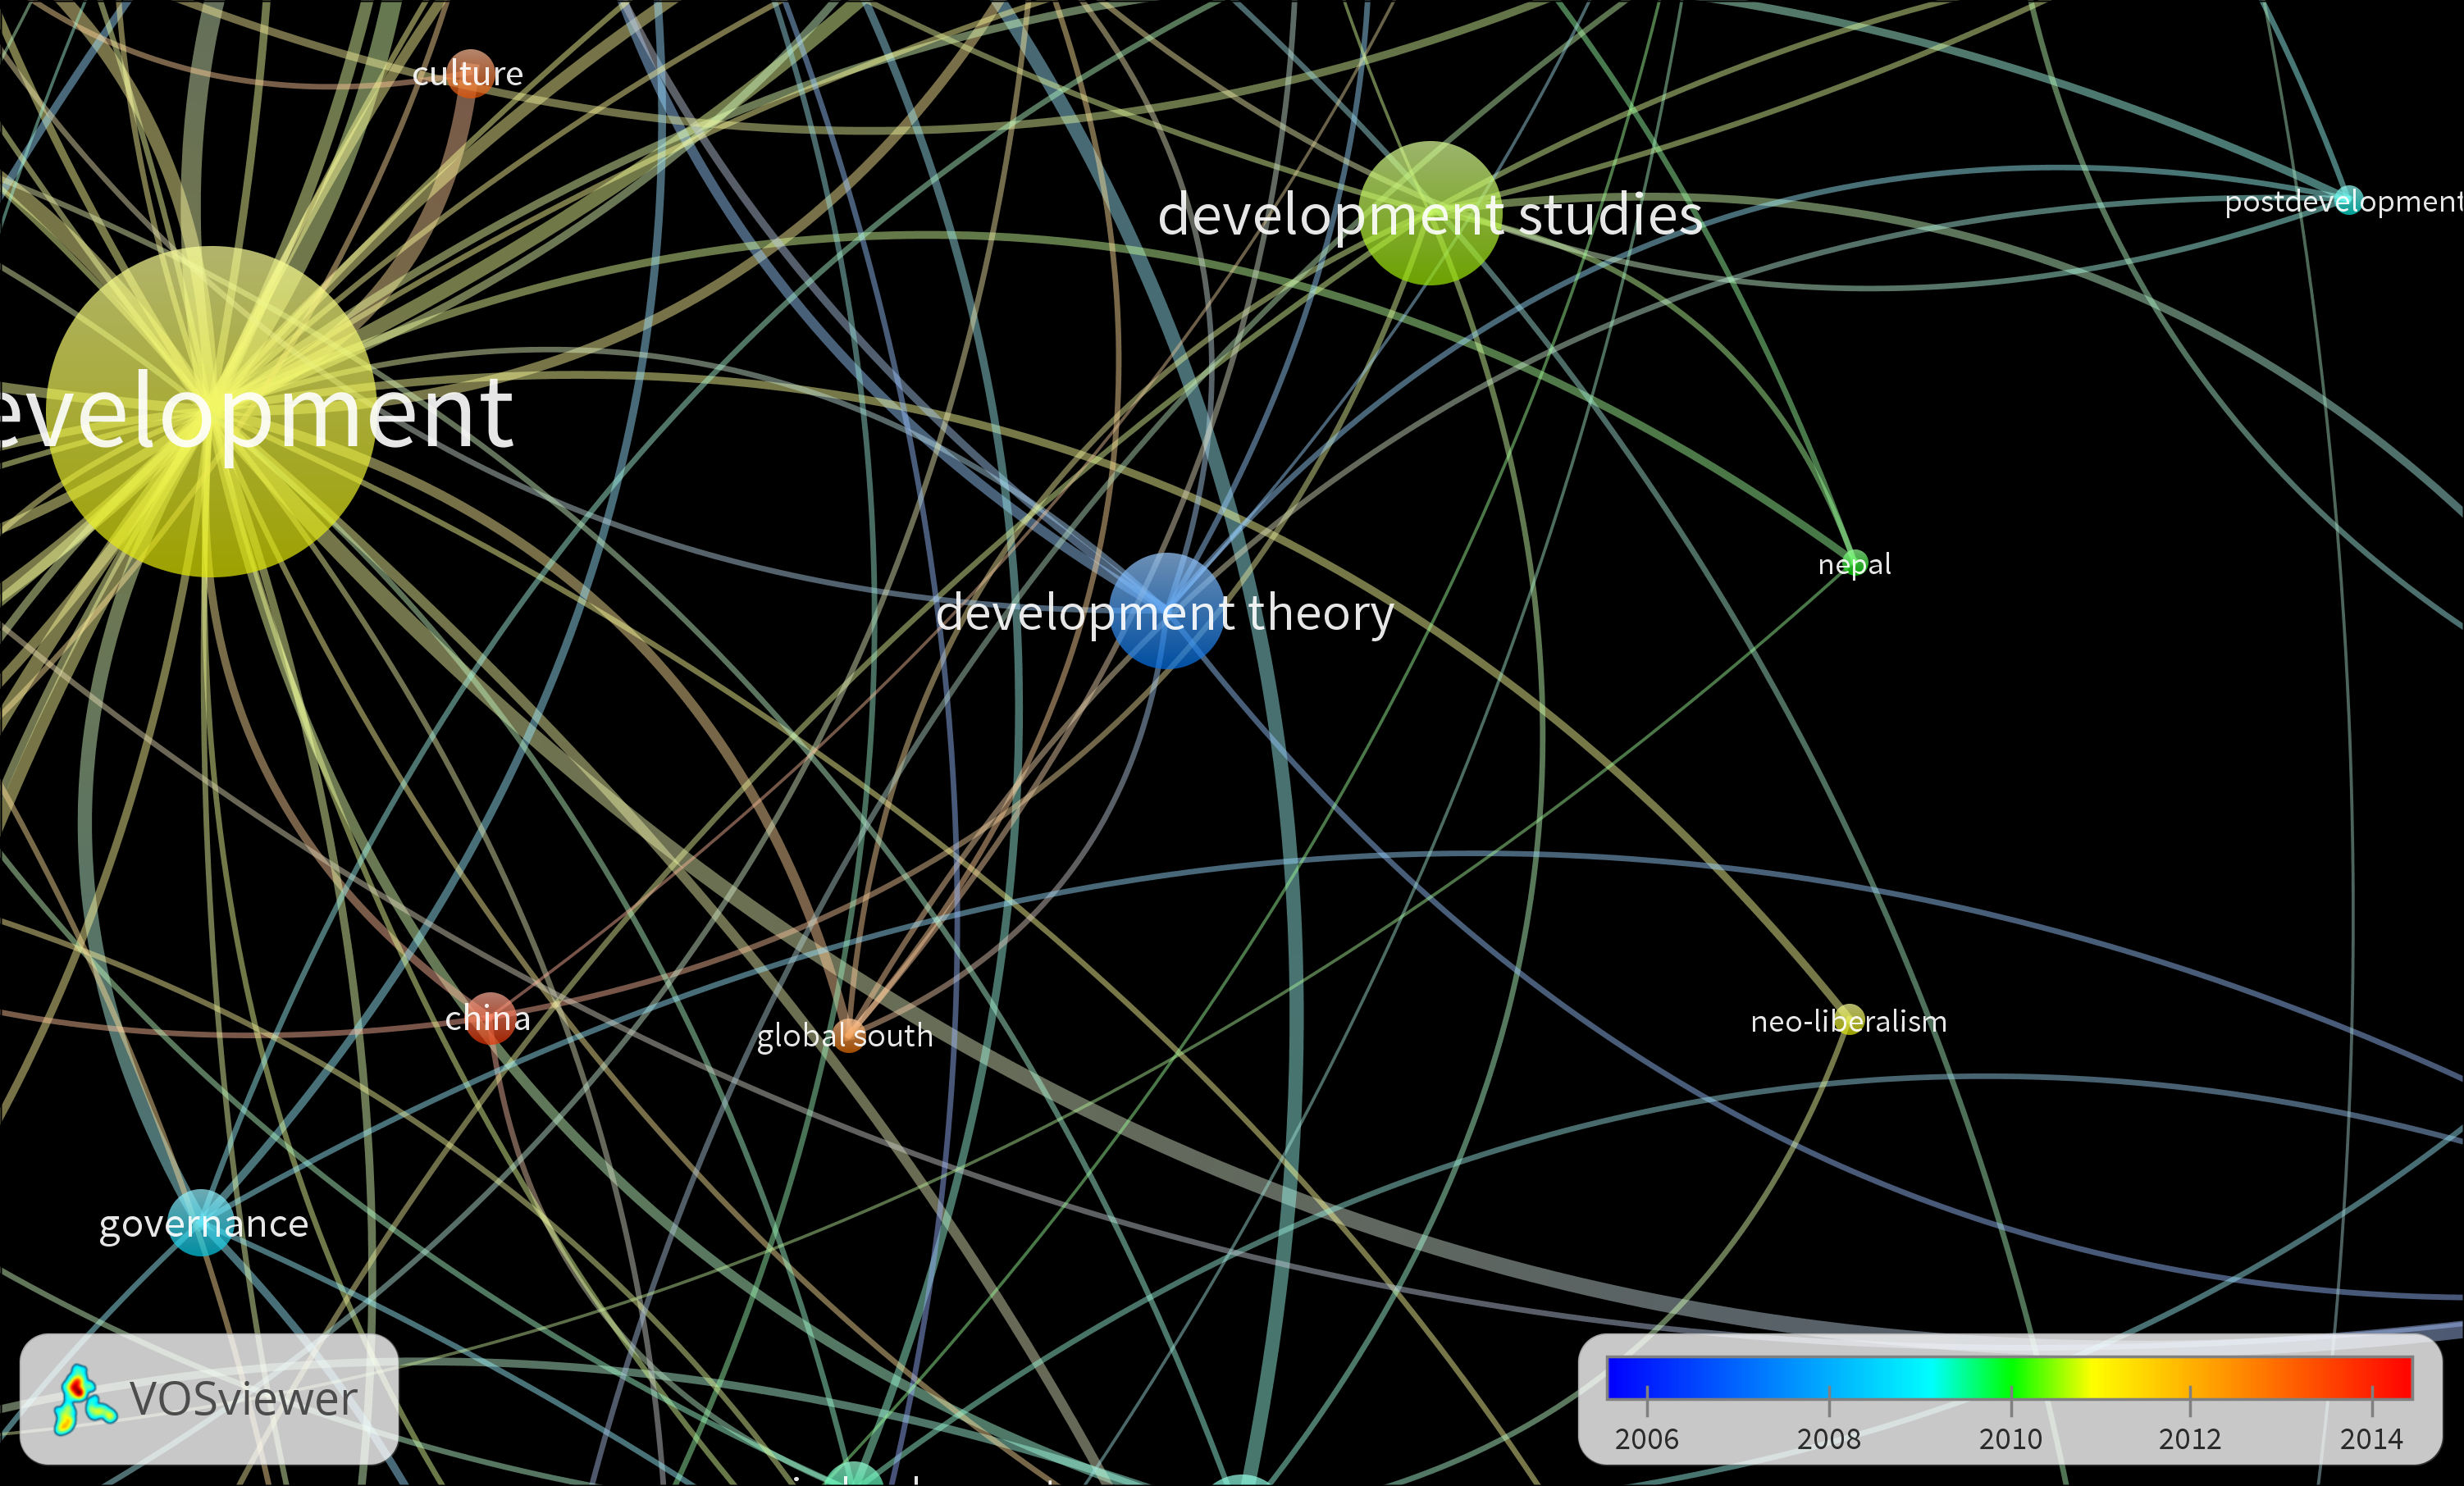 culture
development studies
postdevelopment
evelopment
nepal
development theory
china
global south
neo-liberalism
governance
VOSviewer
2006 2008 2010 2012 2014